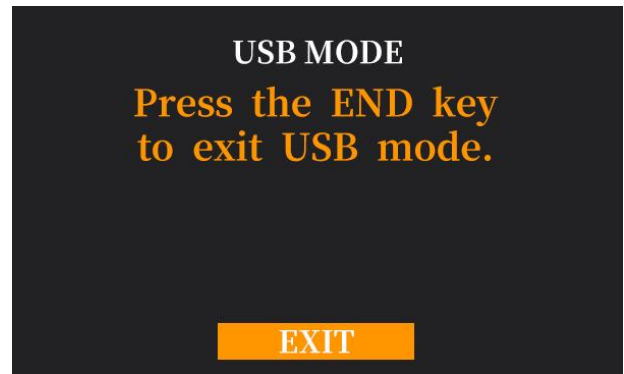 USB MODE
Press the END key
to exit USB mode.
EXIT